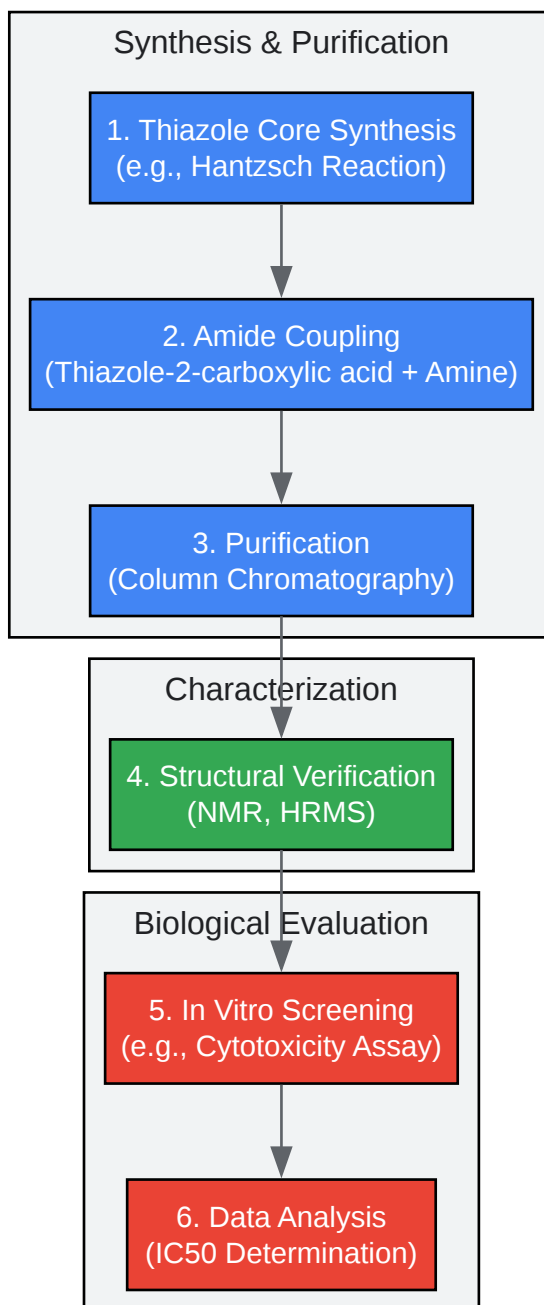 Synthesis & Purification
1. Thiazole Core Synthesis
(e.g., Hantzsch Reaction)
2. Amide Coupling
(Thiazole-2-carboxylic acid + Amine)
3. Purification
(Column Chromatography)
Characterization
4. Structural Verification
(NMR, HRMS)
Biological Evaluation
5. In Vitro Screening
(e.g., Cytotoxicity Assay)
6. Data Analysis
(IC50 Determination)